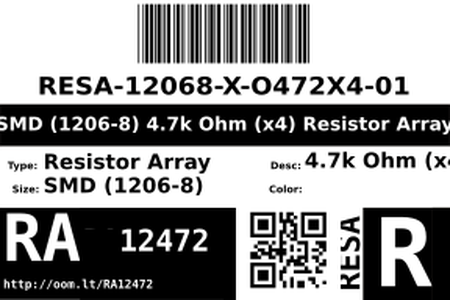 RESA-12068-X-O472X4-01
SMD (1206-8) 4.7k Ohm (x4) Resistor Array
Type: Resistor Array
Desc: 4.7k Ohm (x4
Size: SMD (1206-8)
Color:
RA 12472
RESA
R
http://oom.lt/RA12472